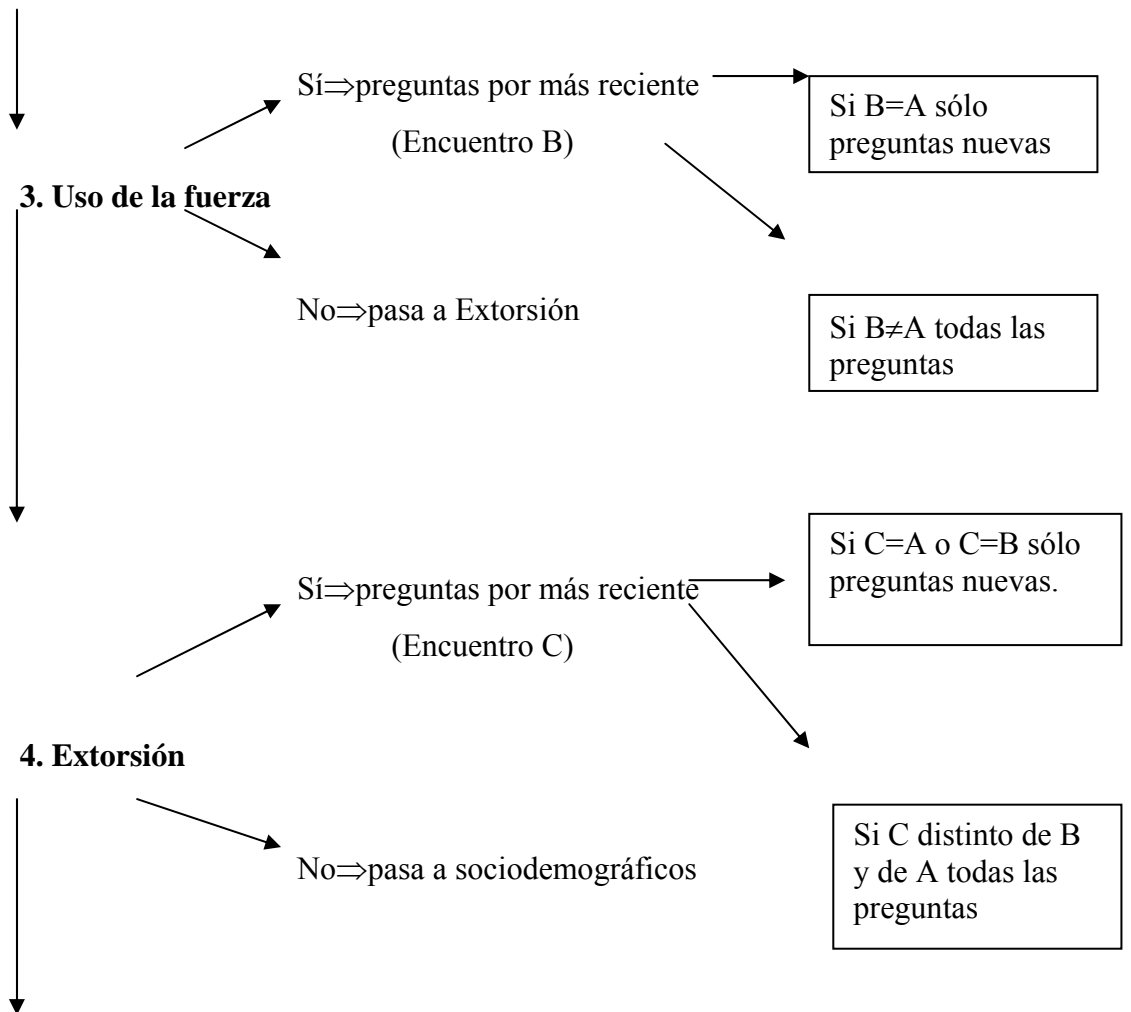 Sí⇒preguntas por más reciente
(Encuentro B)
Si B=A sólo
preguntas nuevas
3. Uso de la fuerza
No⇒pasa a Extorsión
Si B≠A todas las
preguntas
Sí⇒preguntas por más reciente
(Encuentro C)
Si C=A o C=B sólo
preguntas nuevas.
4. Extorsión
No⇒pasa a sociodemográficos
Si C distinto de B
y de A todas las
preguntas